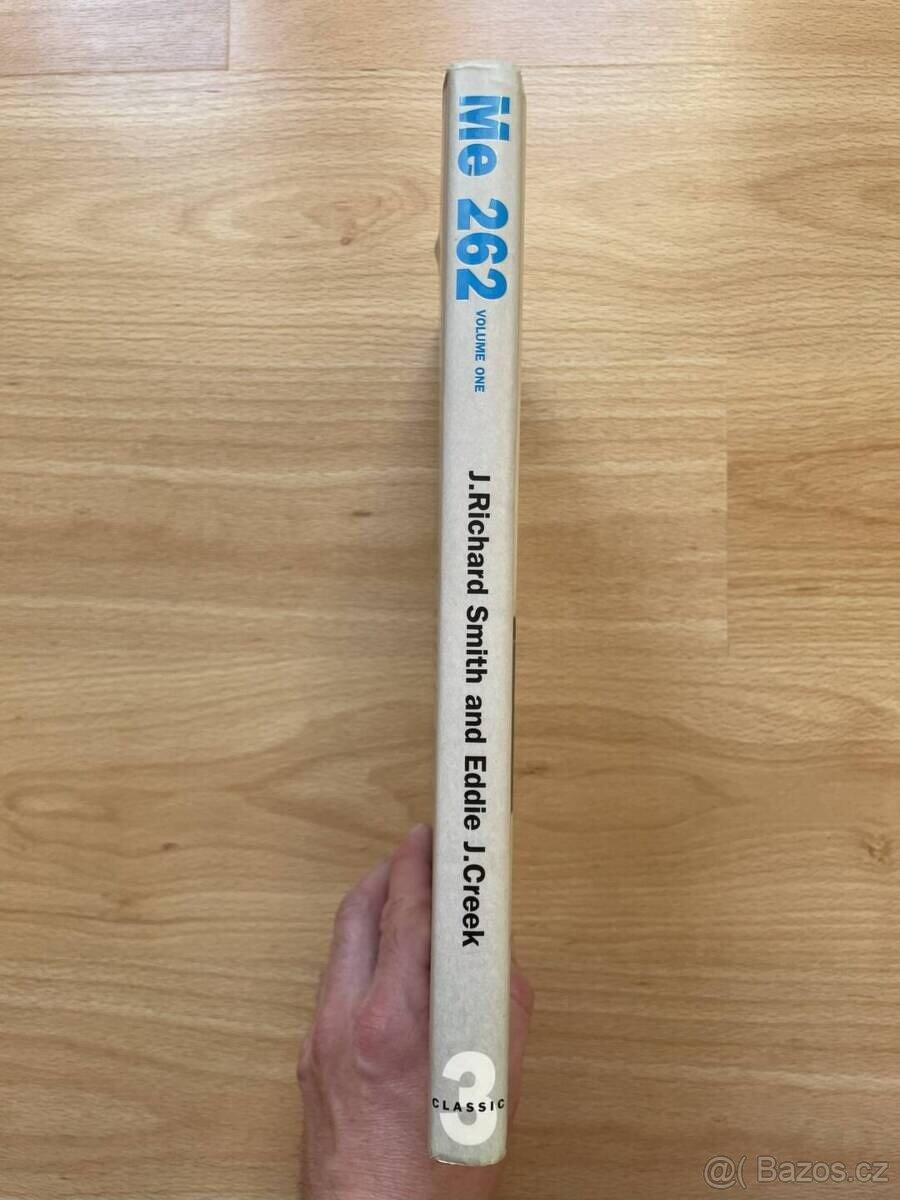 Me 262
VOLUME ONE
J.Richard Smith and Eddie J.Creek
3
CLASSIC
@( Bazos.cz